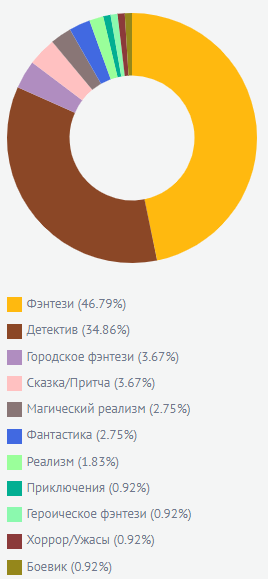 Фэнтези (46.79%)
Детектив (34.86%)
Городское фэнтези (3.67%)
Сказка/Притча (3.67%)
Магический реализм (2.75%)
Фантастика (2.75%)
Реализм (1.83%)
Приключения (0.92%)
Героическое фэнтези (0.92%)
Хоррор/Ужасы (0.92%)
Боевик (0.92%)